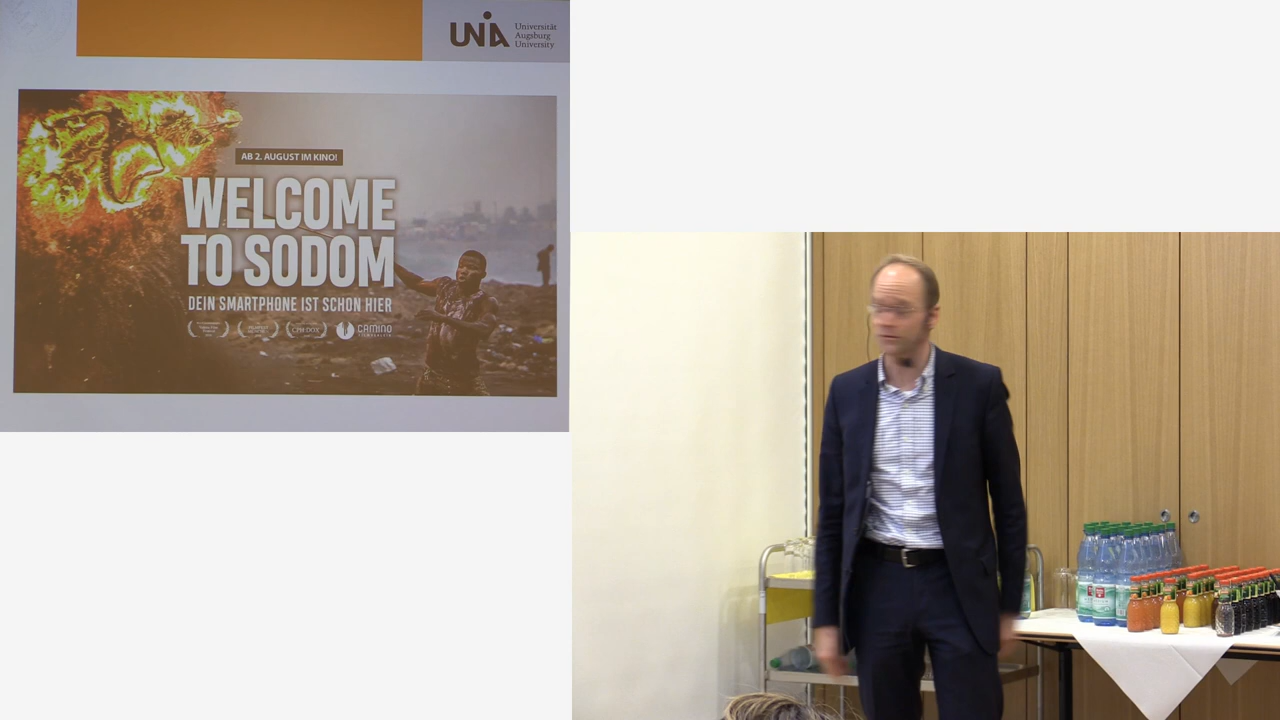 UNIA
Universität
Augsburg
University
AB 2. AUGUST IM KINO!
WELCOME
TO SODOM
DEIN SMARTPHONE IST SCHON HIER
CPH:DOX
CAMINO